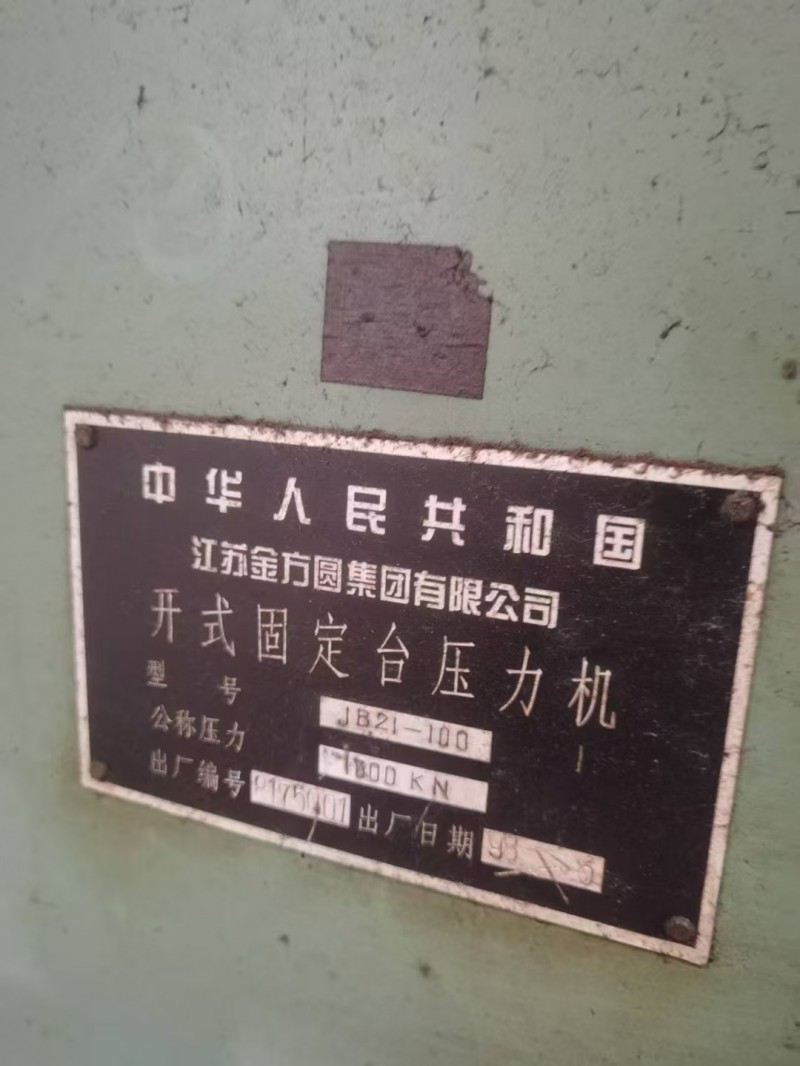 中华人民共和国
江苏金方圆集团有限公司
开式固定台压力机
型号 JB21-100
公称压力 1000 KN
出厂编号 出厂日期